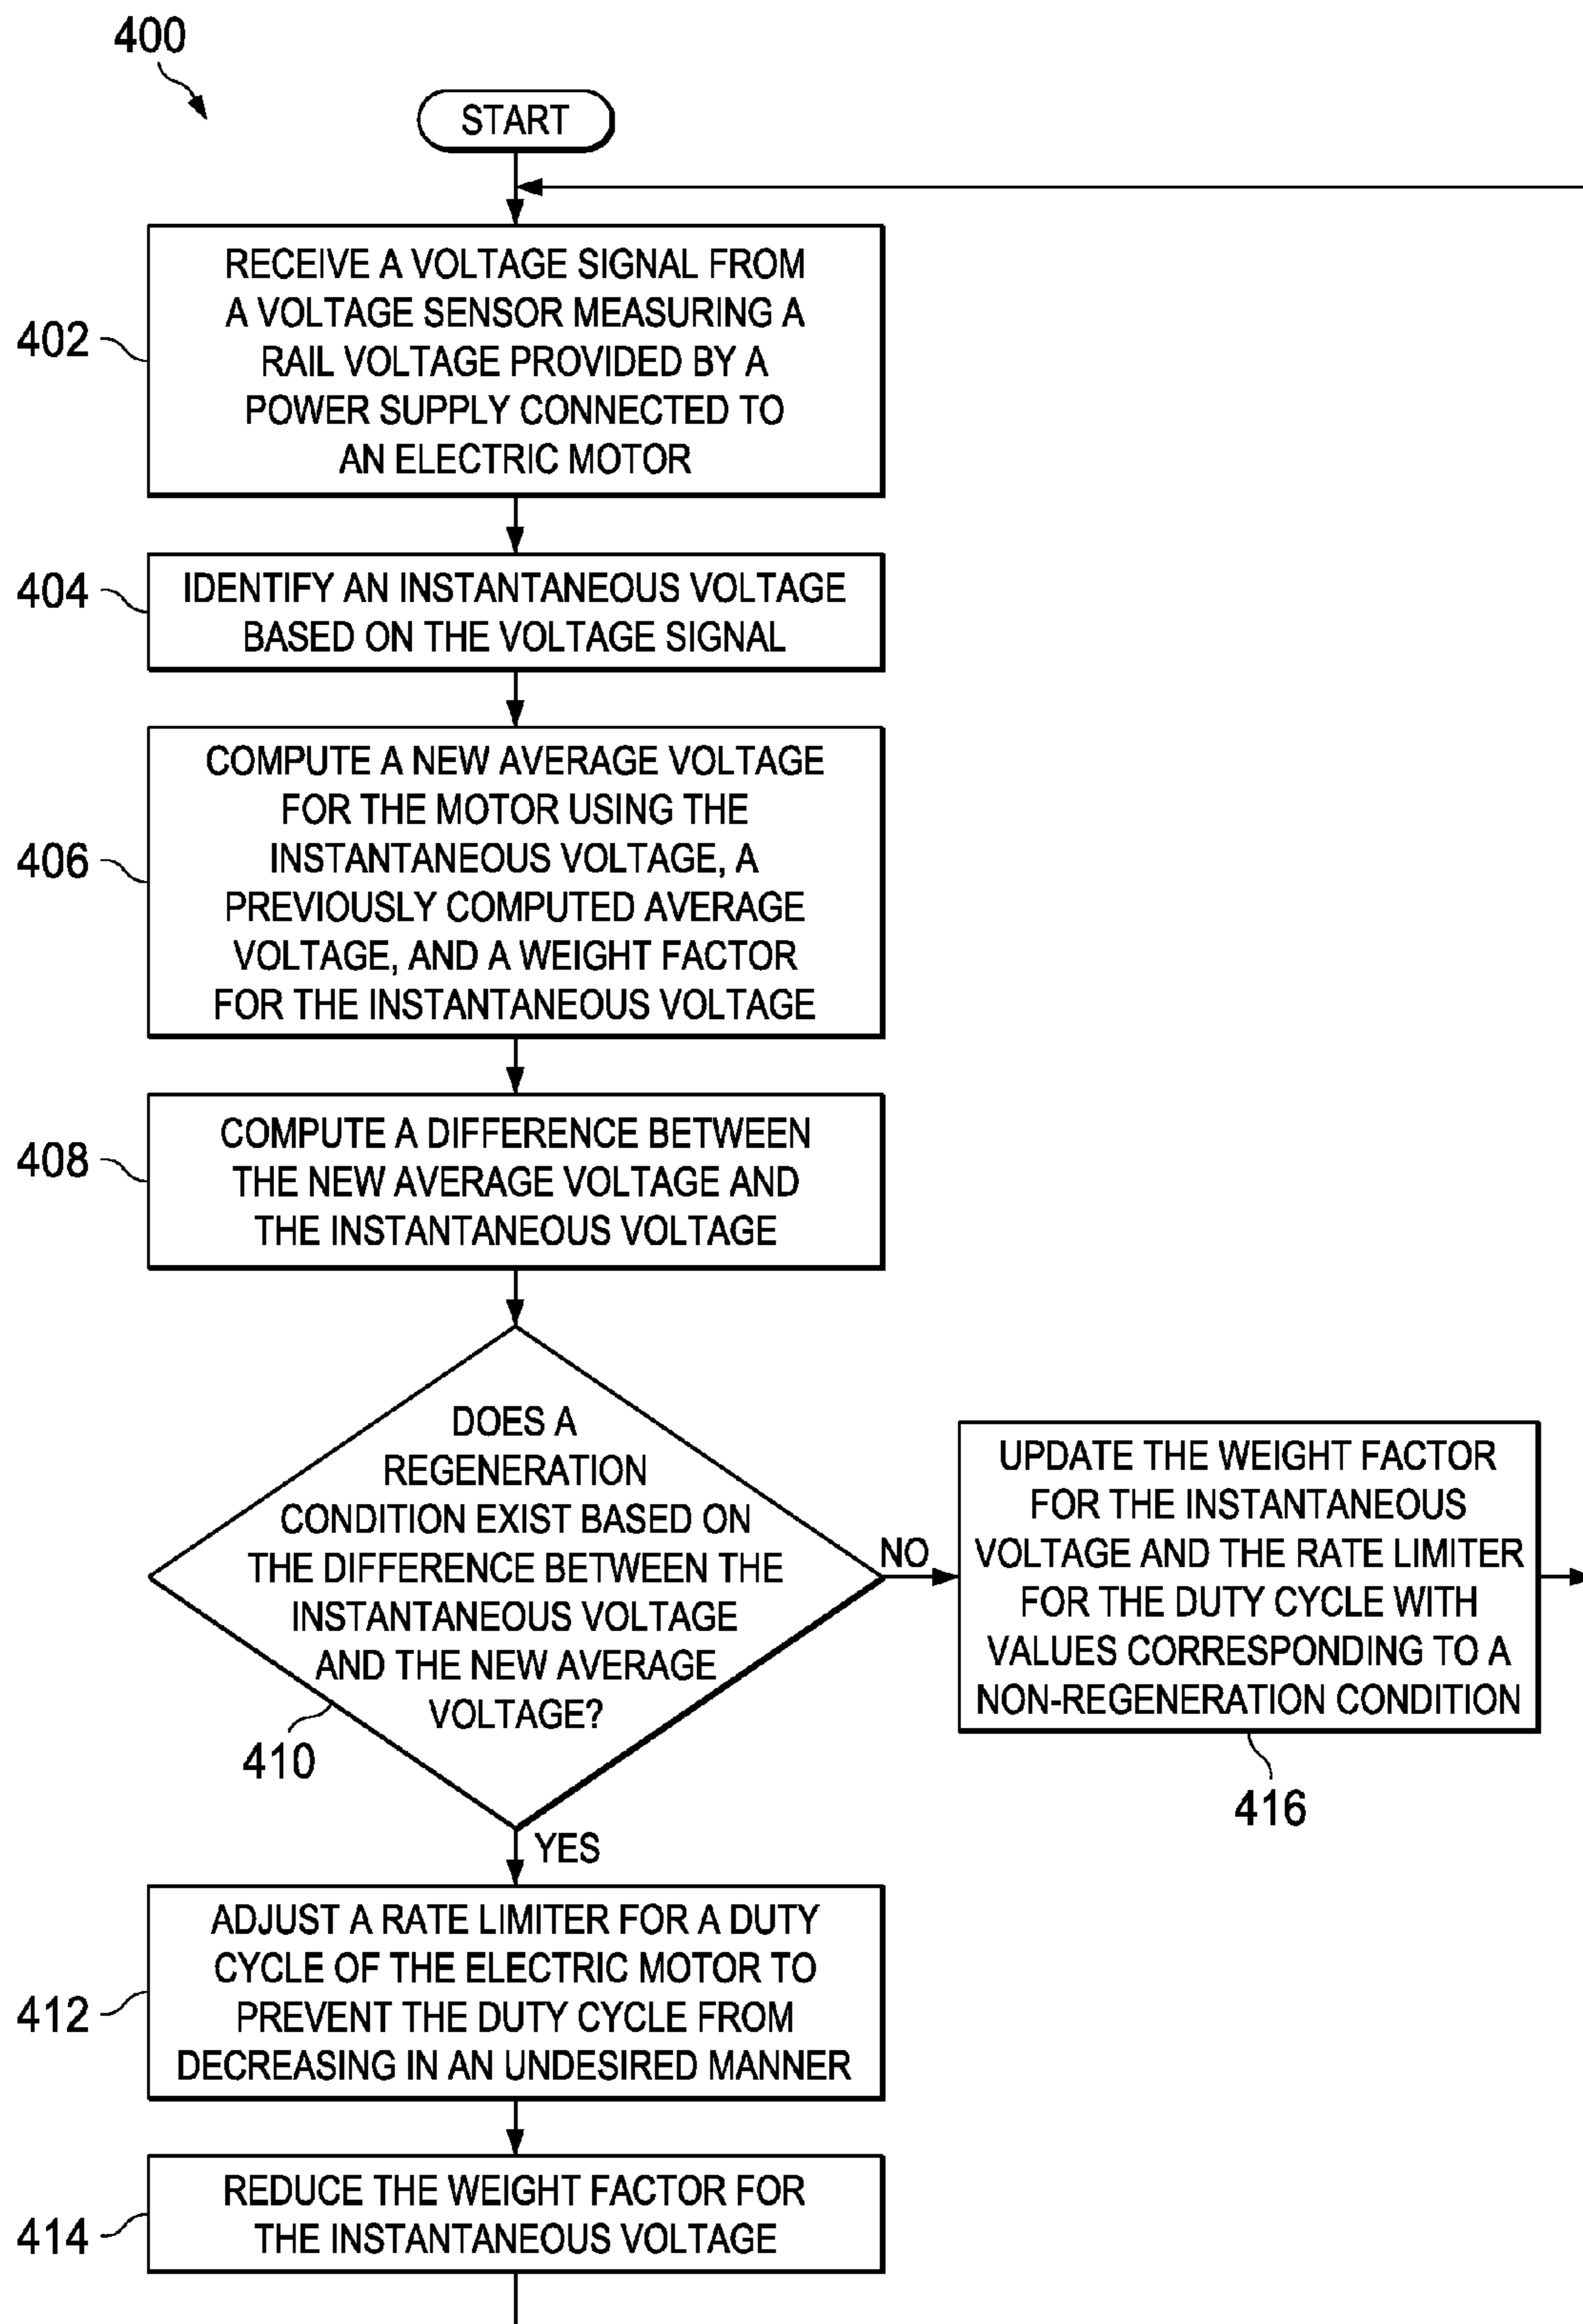 400
START
402
RECEIVE A VOLTAGE SIGNAL FROM
A VOLTAGE SENSOR MEASURING A
RAIL VOLTAGE PROVIDED BY A
POWER SUPPLY CONNECTED TO
AN ELECTRIC MOTOR
404
IDENTIFY AN INSTANTANEOUS VOLTAGE
BASED ON THE VOLTAGE SIGNAL
406
COMPUTE A NEW AVERAGE VOLTAGE
FOR THE MOTOR USING THE
INSTANTANEOUS VOLTAGE, A
PREVIOUSLY COMPUTED AVERAGE
VOLTAGE, AND A WEIGHT FACTOR
FOR THE INSTANTANEOUS VOLTAGE
408
COMPUTE A DIFFERENCE BETWEEN
THE NEW AVERAGE VOLTAGE AND
THE INSTANTANEOUS VOLTAGE
DOES A
REGENERATION
CONDITION EXIST BASED ON
THE DIFFERENCE BETWEEN THE
INSTANTANEOUS VOLTAGE
AND THE NEW AVERAGE
VOLTAGE?
410
NO
UPDATE THE WEIGHT FACTOR
FOR THE INSTANTANEOUS
VOLTAGE AND THE RATE LIMITER
FOR THE DUTY CYCLE WITH
VALUES CORRESPONDING TO A
NON-REGENERATION CONDITION
416
YES
412
ADJUST A RATE LIMITER FOR A DUTY
CYCLE OF THE ELECTRIC MOTOR TO
PREVENT THE DUTY CYCLE FROM
DECREASING IN AN UNDESIRED MANNER
414
REDUCE THE WEIGHT FACTOR FOR
THE INSTANTANEOUS VOLTAGE